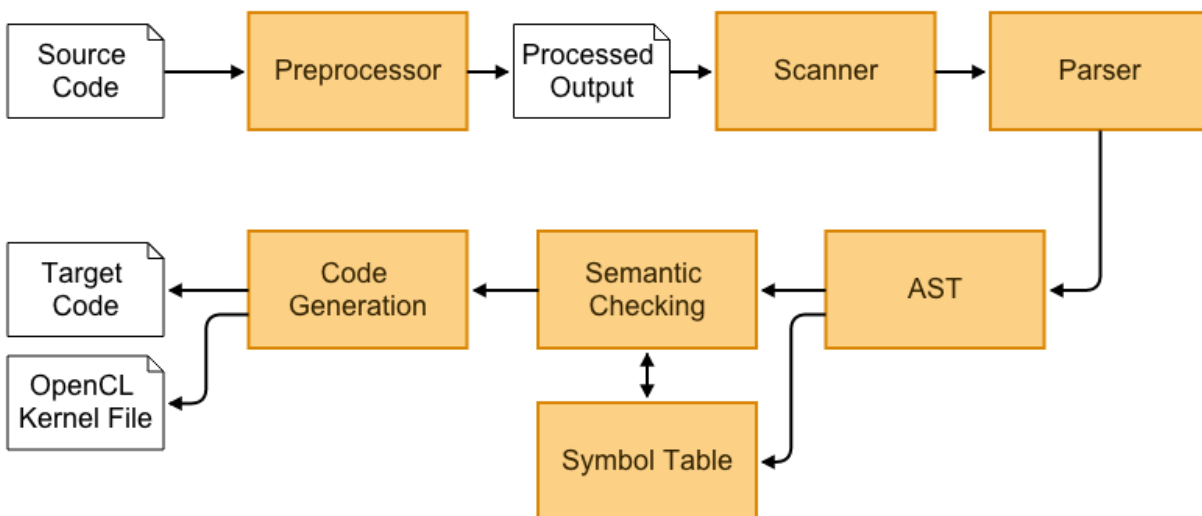 Source
Code
Preprocessor
Processed
Output
Scanner
Parser
Target
Code
Code
Generation
Semantic
Checking
AST
OpenCL
Kernel File
Symbol Table